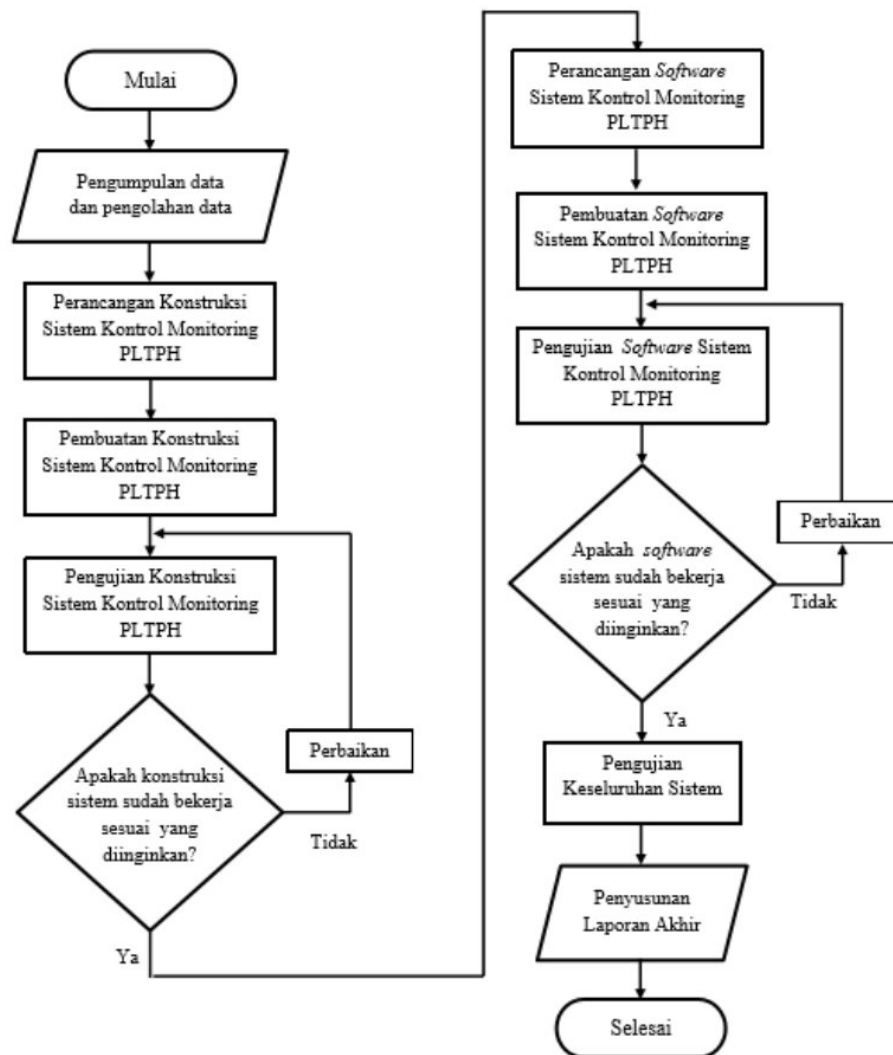 Mulai
Pengumpulan data
dan pengolahan data
Perancangan Konstruksi
Sistem Kontrol Monitoring
PLTPH
Pembuatan Konstruksi
Sistem Kontrol Monitoring
PLTPH
Pengujian Konstruksi
Sistem Kontrol Monitoring
PLTPH
Apakah konstruksi
sistem sudah bekerja
sesuai yang
diinginkan?
Perbaikan
Tidak
Ya
Perancangan Software
Sistem Kontrol Monitoring
PLTPH
Pembuatan Software
Sistem Kontrol Monitoring
PLTPH
Pengujian Software Sistem
Kontrol Monitoring
PLTPH
Apakah software
sistem sudah bekerja
sesuai yang
diinginkan?
Perbaikan
Tidak
Ya
Pengujian
Keseluruhan Sistem
Penyusunan
Laporan Akhir
Selesai